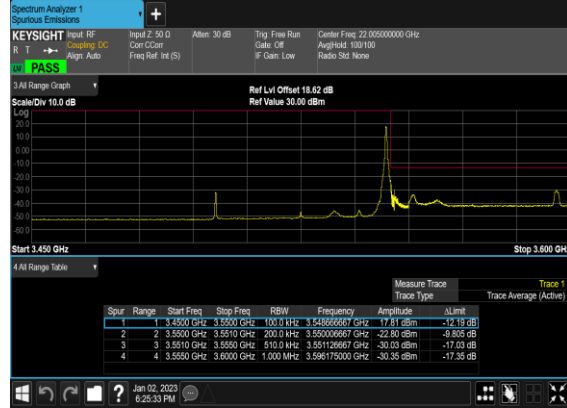 Spectrum Analyzer 1
Spurious Emissions
KEYSIGHT Input: RF Input Z: 50 Ω Atten: 30 dB Trig: Free Run Center Freq: 22.005000000 GHz
R T Coupling: DC Corr CCorr Gate: Off Avg|Hold: 100/100
Align: Auto Freq Ref: Int (S) IF Gain: Low Radio Std: None
PASS
3 All Range Graph
Ref Lvl Offset 18.62 dB
Scale/Div 10.0 dB Ref Value 30.00 dBm
Log
20.0
10.0
0.00
-10.0
-20.0
-30.0
-40.0
-50.0
-60.0
Start 3.450 GHz Stop 3.600 GHz
4 All Range Table
Measure Trace Trace 1
Trace Type Trace Average (Active)
Spur Range Start Freq Stop Freq RBW Frequency Amplitude ΔLimit
1 1 3.4500 GHz 3.5500 GHz 100.0 kHz 3.548666667 GHz 17.81 dBm -12.19 dB
2 2 3.5500 GHz 3.5510 GHz 200.0 kHz 3.550006667 GHz -22.80 dBm -9.805 dB
3 3 3.5510 GHz 3.5550 GHz 510.0 kHz 3.551126667 GHz -30.03 dBm -17.03 dB
4 4 3.5550 GHz 3.6000 GHz 1.000 MHz 3.596175000 GHz -30.35 dBm -17.35 dB
Jan 02, 2023
6:25:33 PM